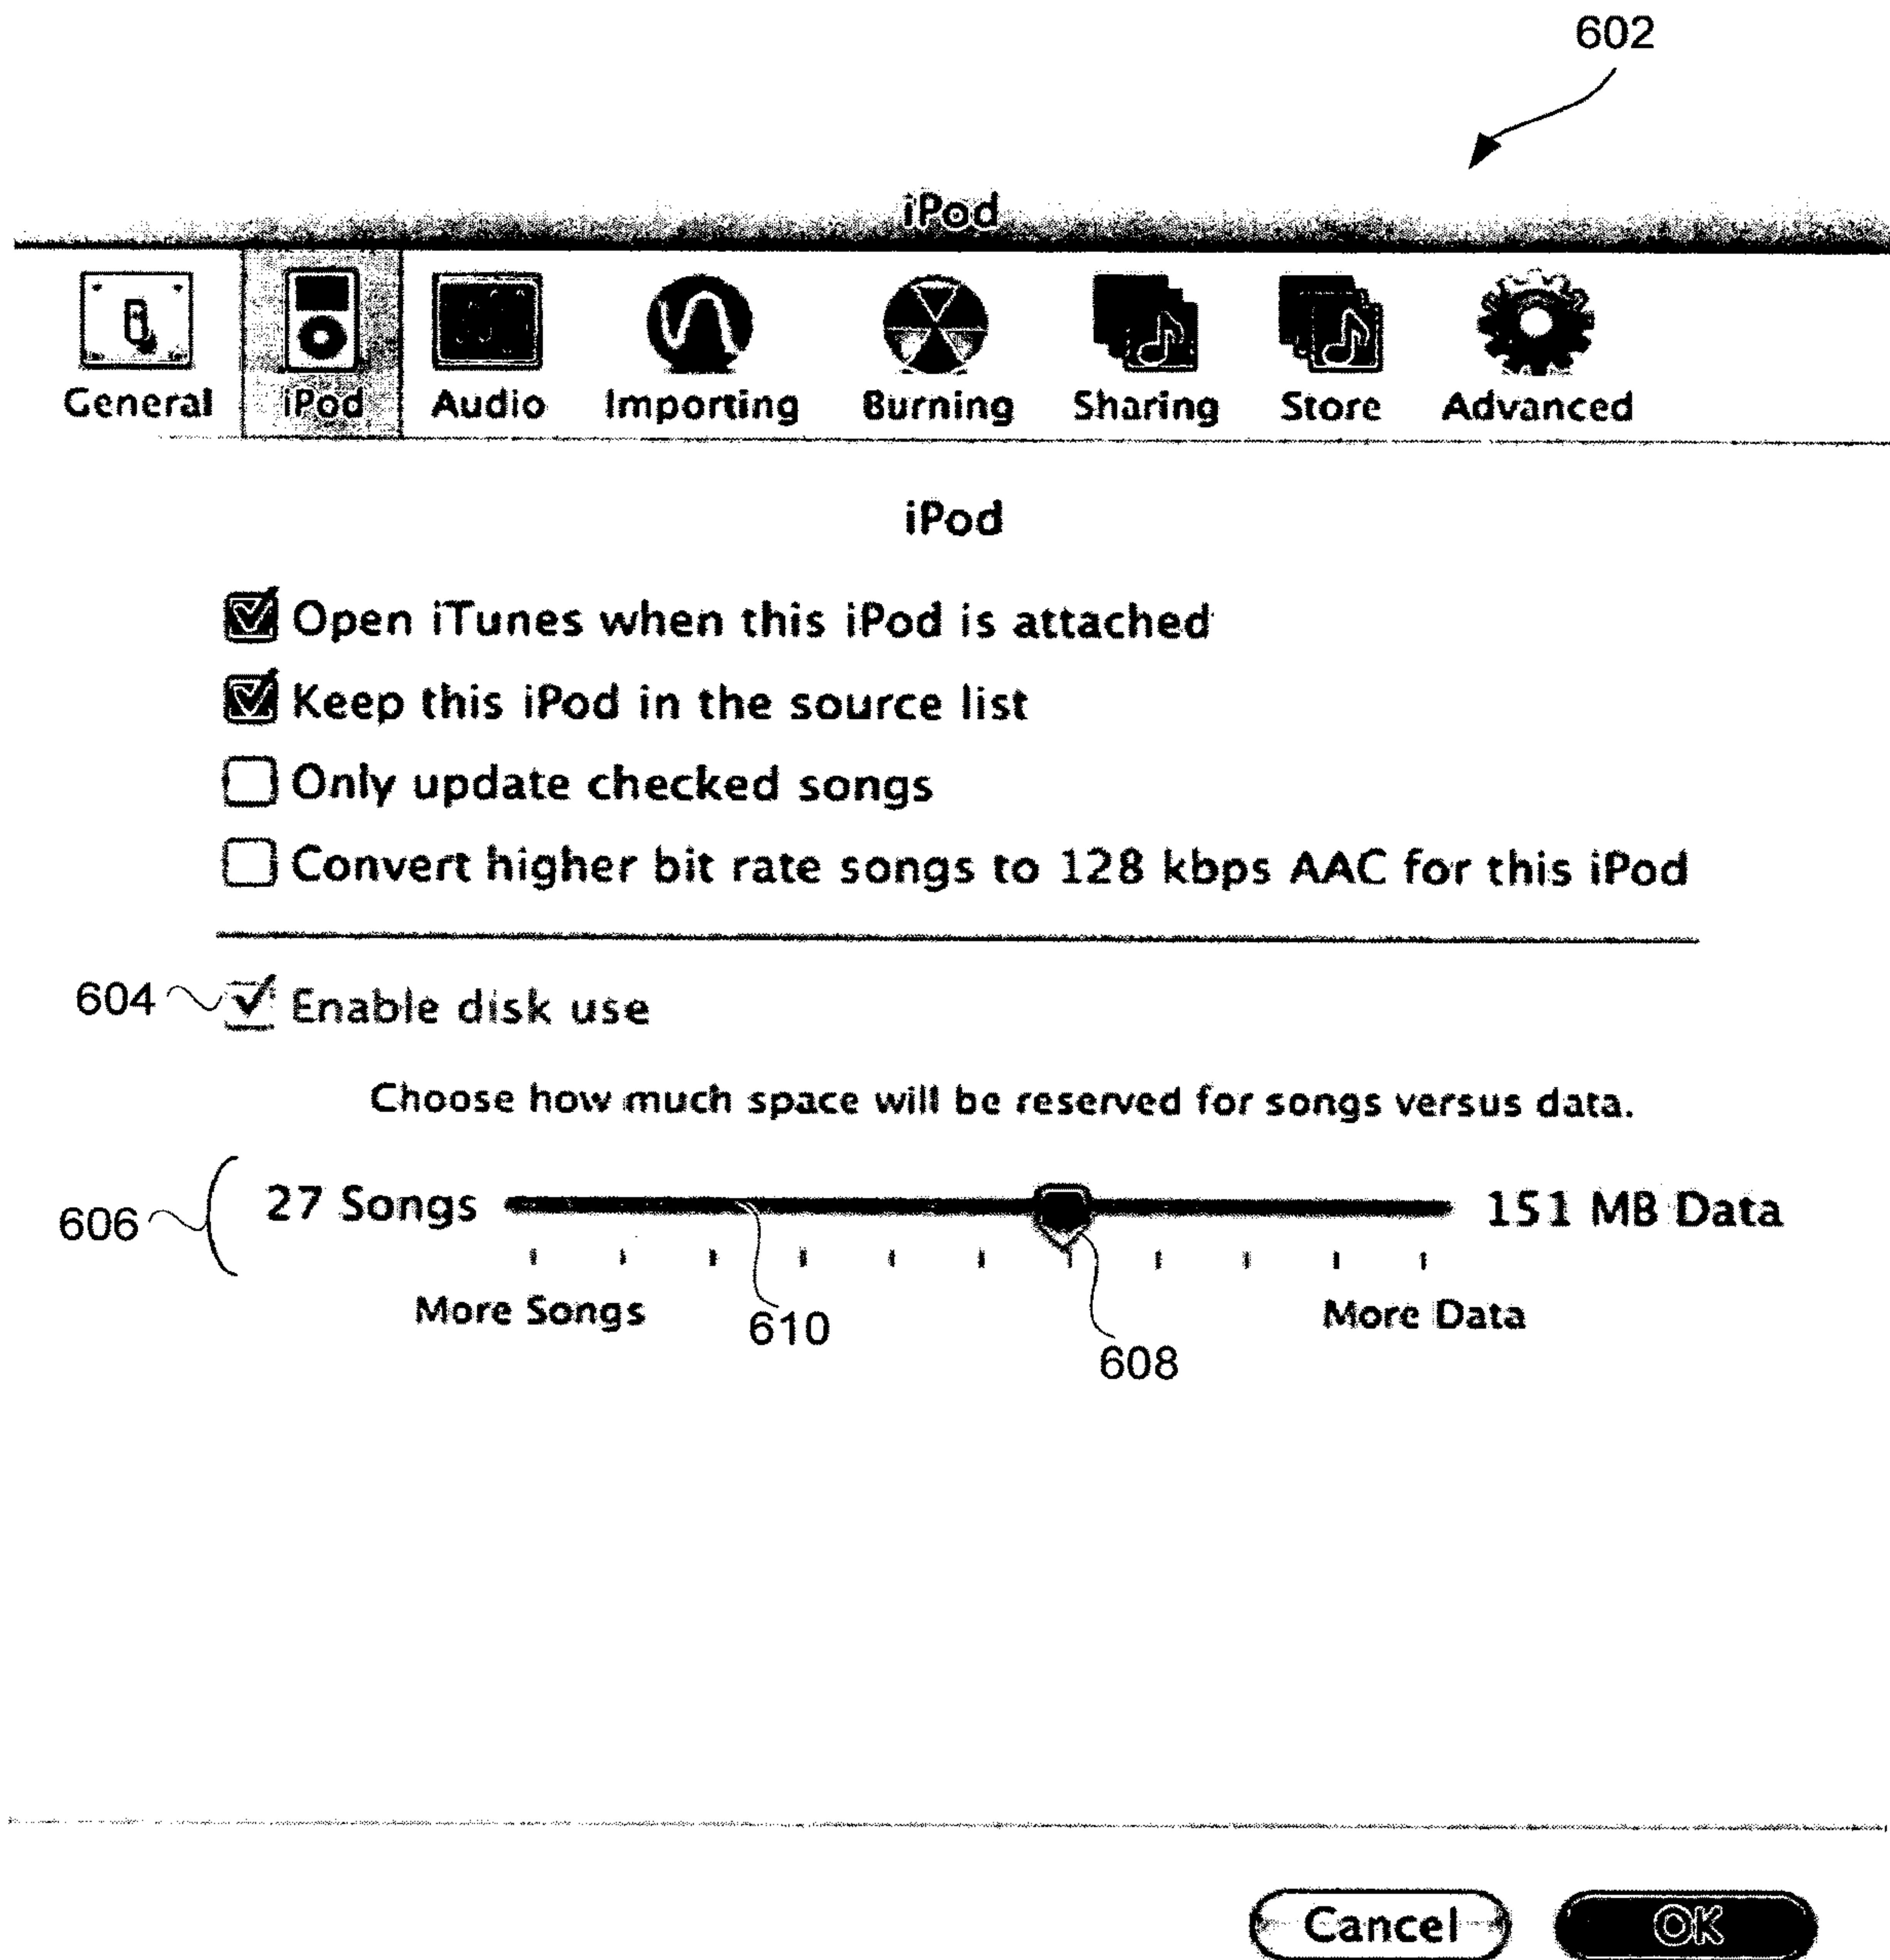 602
iPod
General iPod Audio Importing Burning Sharing Store Advanced
iPod
Open iTunes when this iPod is attached
Keep this iPod in the source list
Only update checked songs
Convert higher bit rate songs to 128 kbps AAC for this iPod
604 Enable disk use
Choose how much space will be reserved for songs versus data.
606 27 Songs 151 MB Data
More Songs 610 608 More Data
Cancel OK